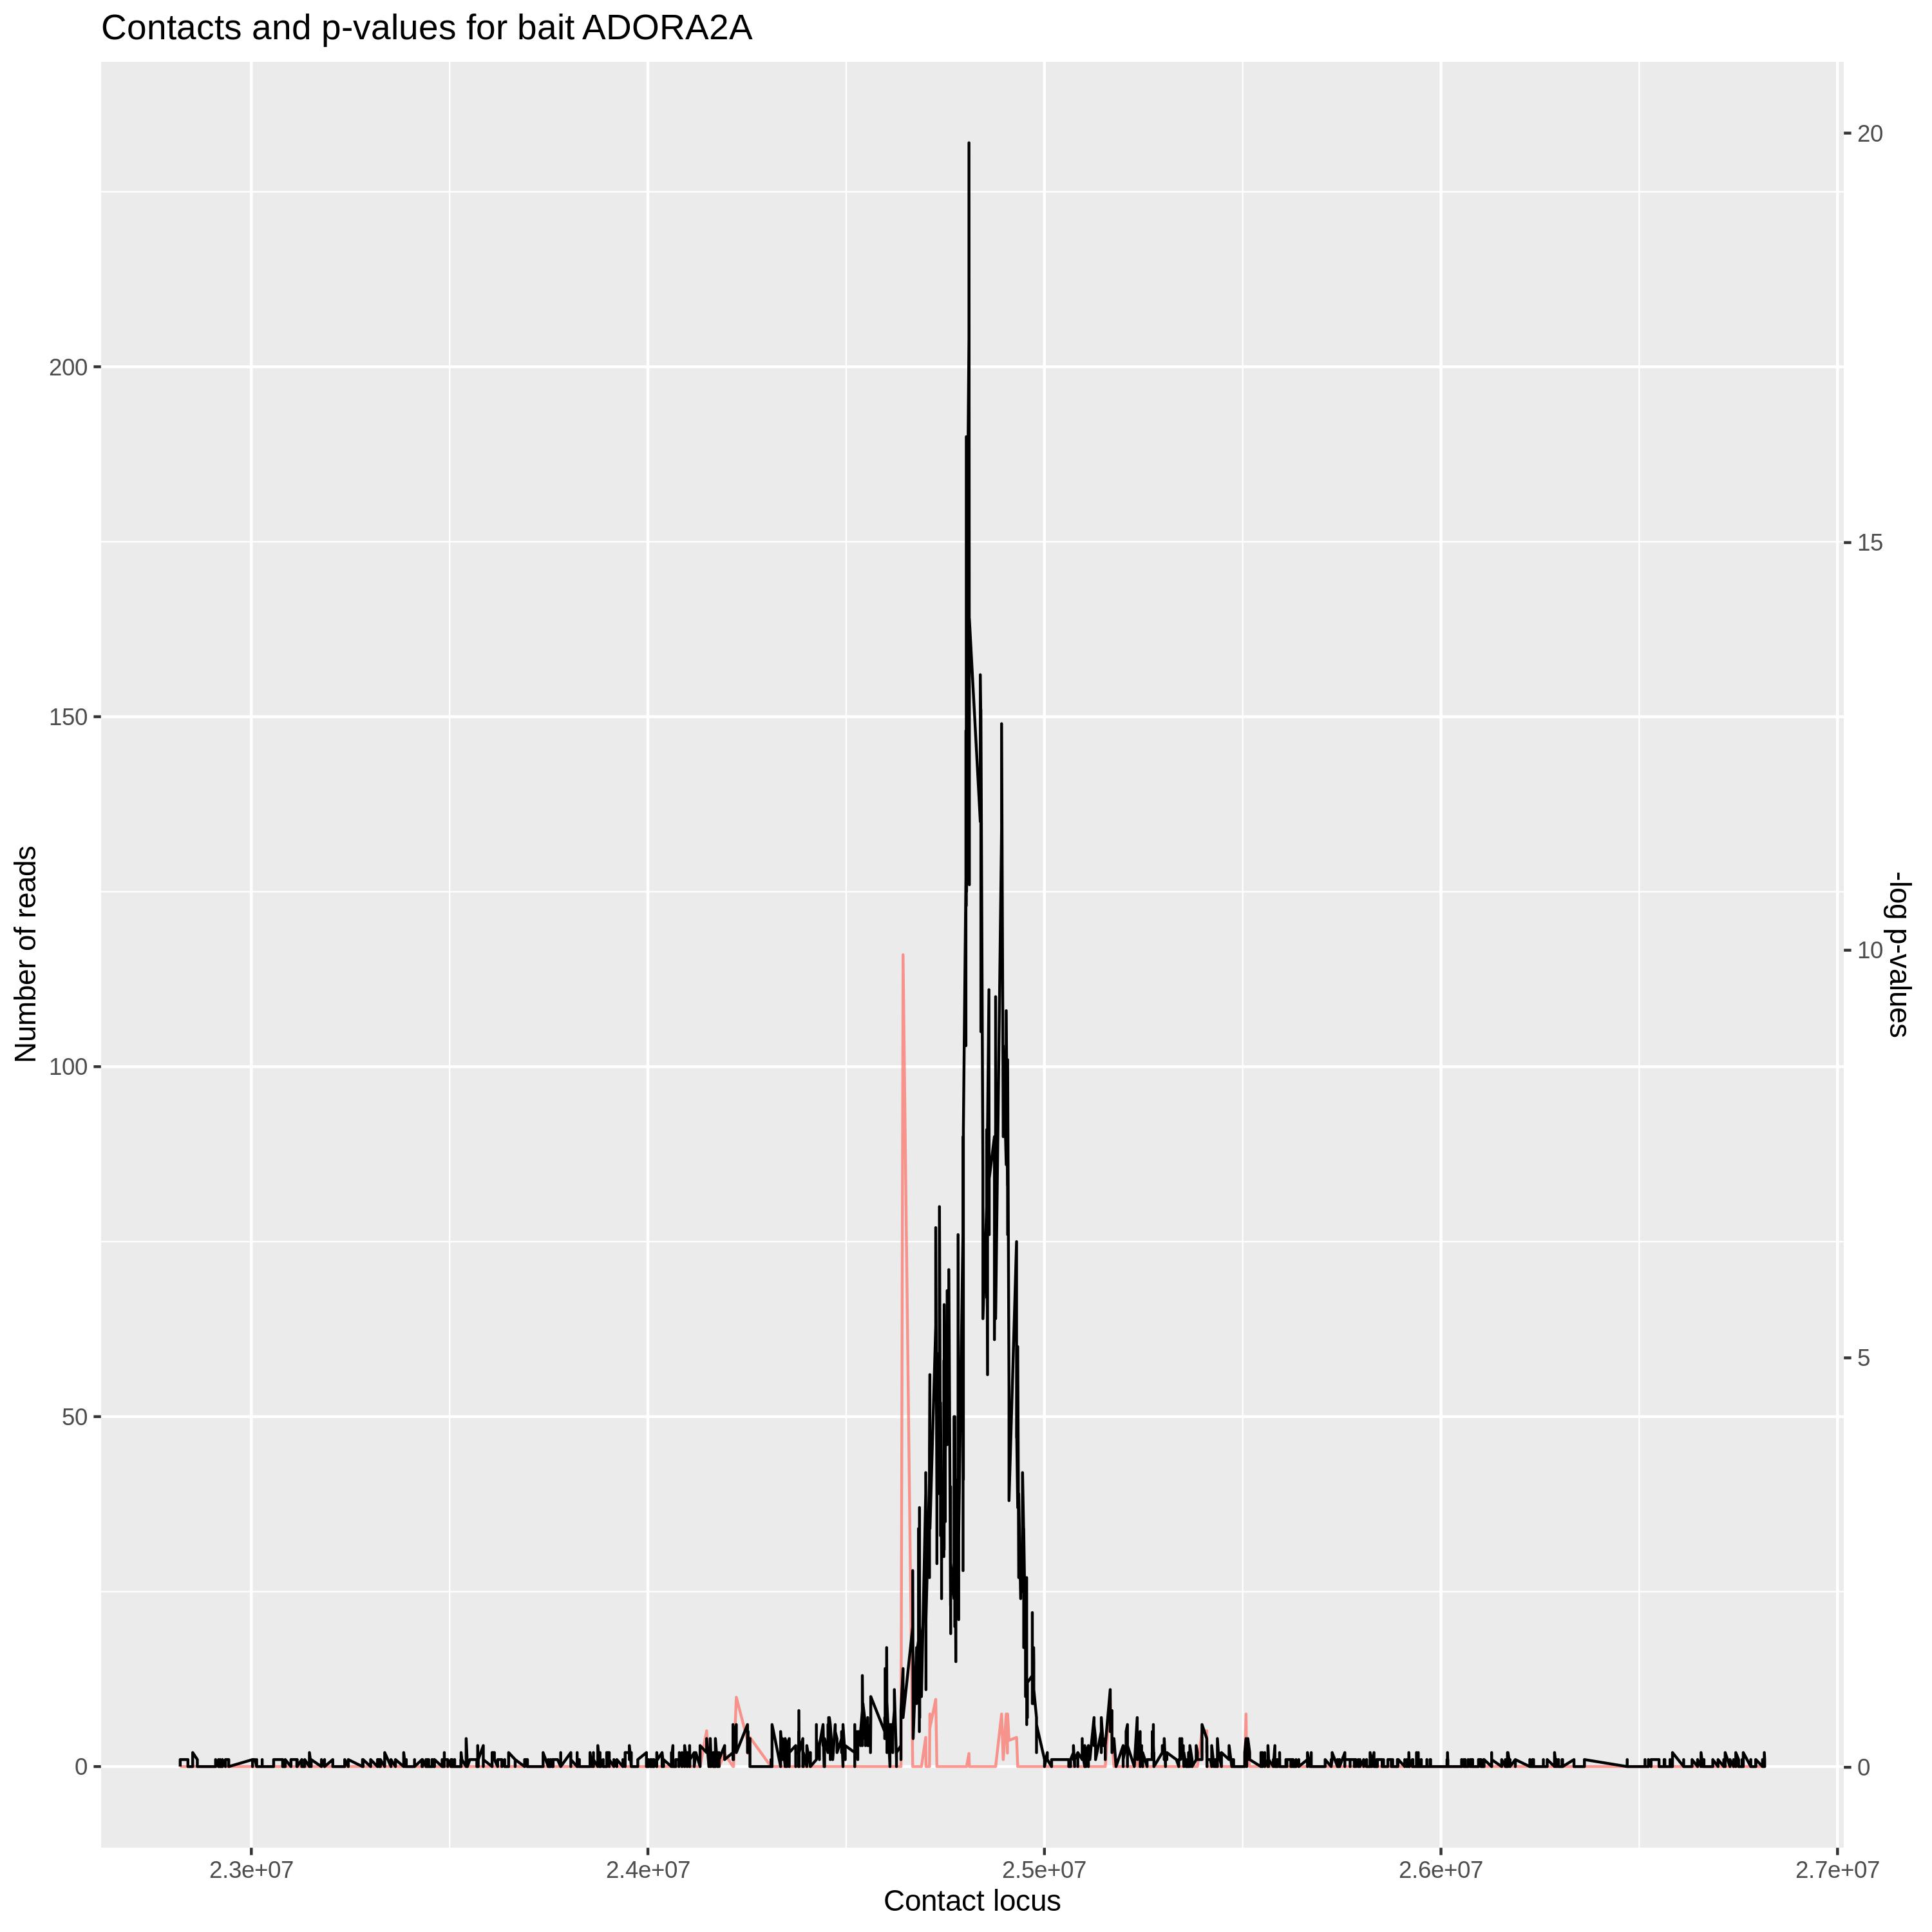 Contacts and p-values for bait ADORA2A
Number of reads
200
150
100
50
0
20
15
10
5
0
-log p-values
2.3e+07
2.4e+07
2.5e+07
2.6e+07
2.7e+07
Contact locus